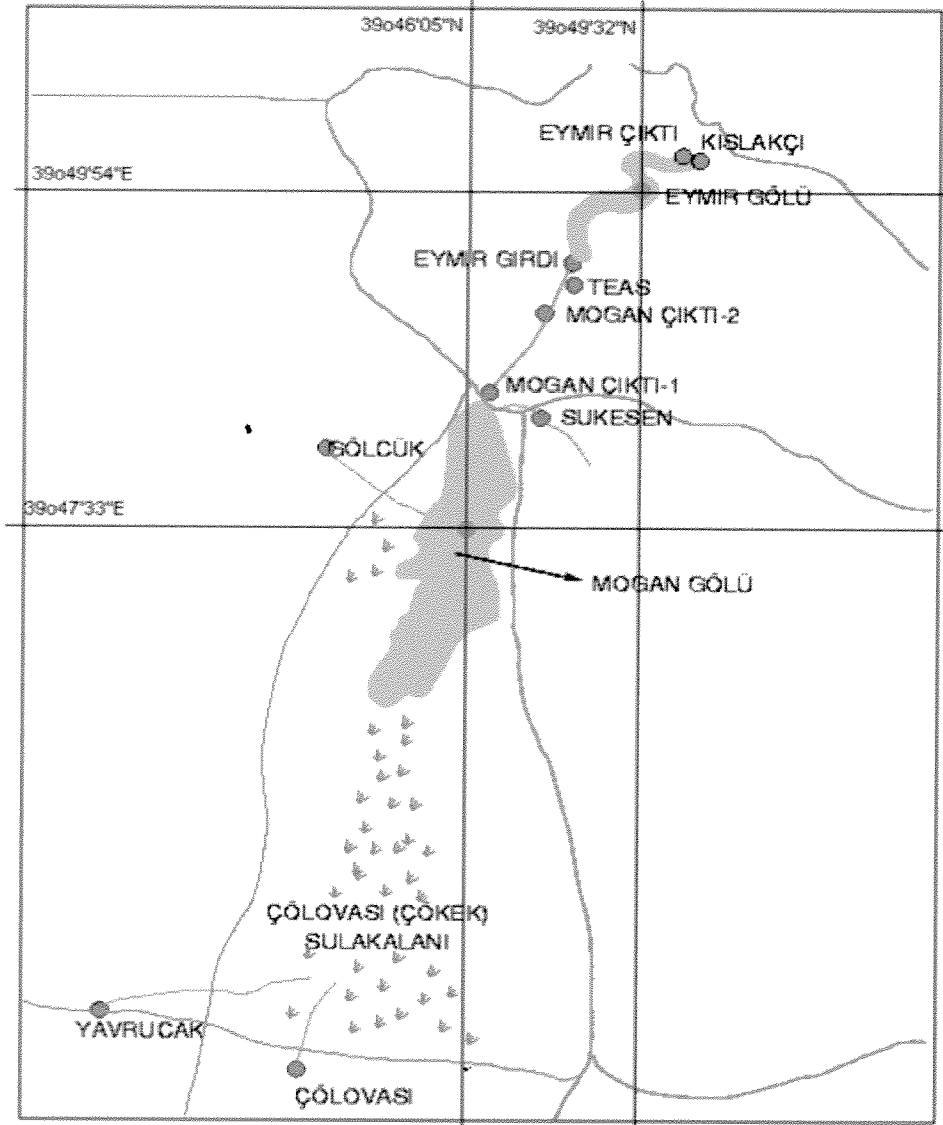 39o46'05"N
39o49'32"N
EYMIR ÇIKTI
KISLAKÇI
39o49'54"E
EYMIR GÖLÜ
EYMIR GIRDI
TEAS
MOGAN ÇIKTI-2
MOGAN ÇIKTI-1
SUKESEN
GÖLCÜK
39o47'33"E
MOGAN GÖLÜ
ÇÖLOVASI (ÇÖKEK)
SULAKALANI
YAVRUCAK
ÇÖLOVASI